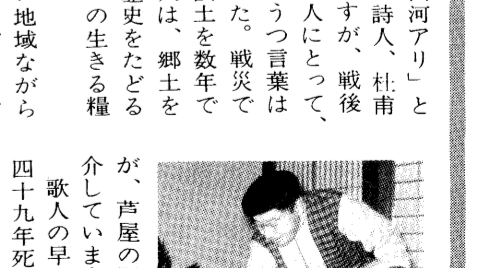 河アリ」と
詩人、杜甫
すが、戦後
人にとって、
うつ言葉は
た。戦災で
土を数年で
は、郷土を
歴史をたどる
の生きる糧
地域ながら
が、芦屋の
介していま
歌人の早
四十九年死